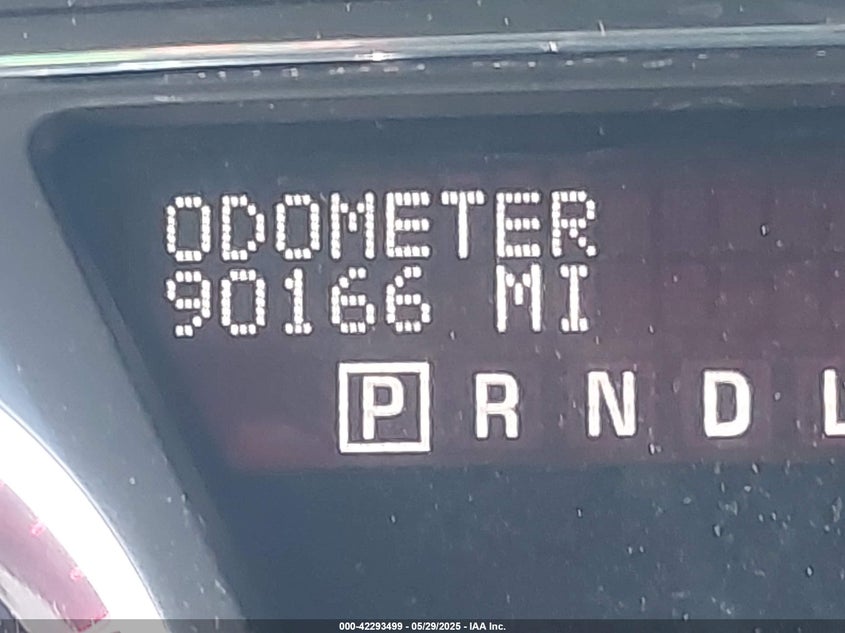 ODOMETER
90166 MI
P R N D L
000-42293499 - 05/29/2025 - IAA Inc.